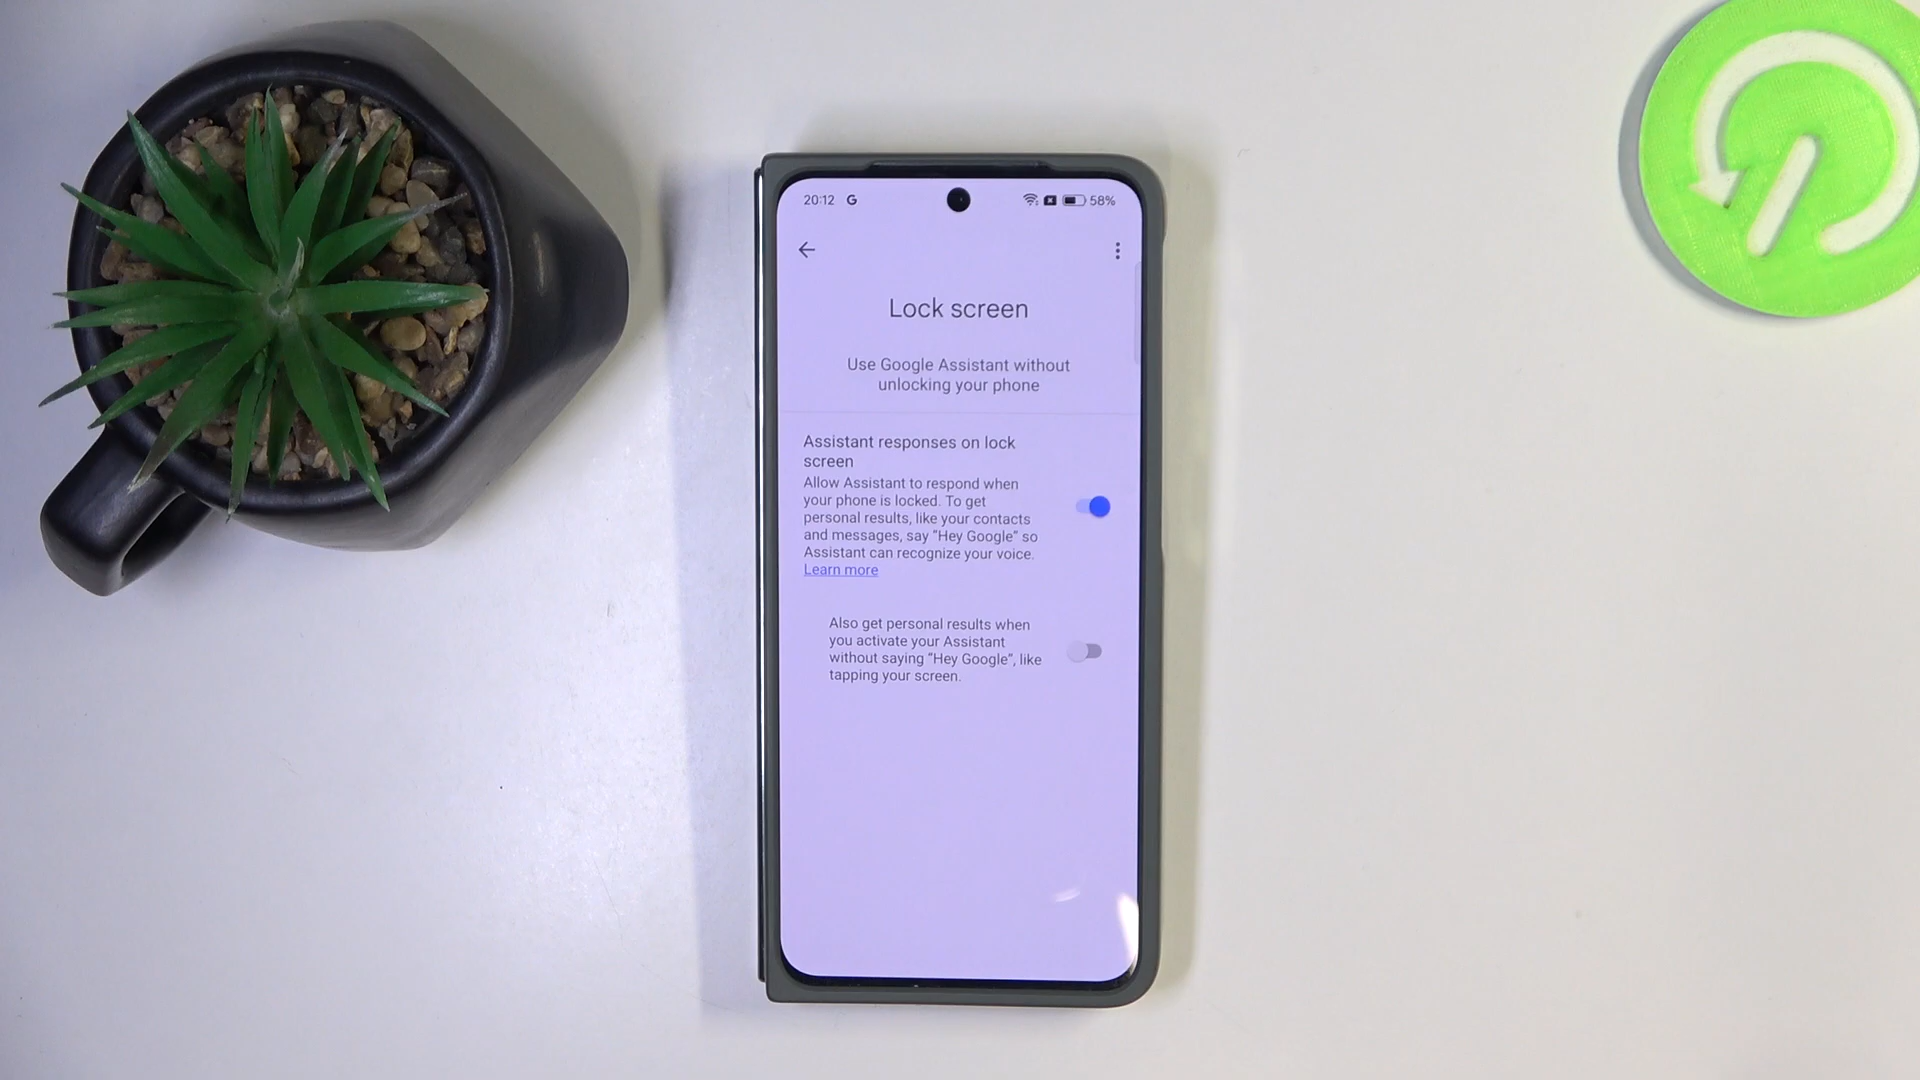 20:12 G 58%
Lock screen
Use Google Assistant without
unlocking your phone
Assistant responses on lock
screen
Allow Assistant to respond when
your phone is locked. To get
personal results, like your contacts
and messages, say “Hey Google” so
Assistant can recognize your voice.
Learn more
Also get personal results when
you activate your Assistant
without saying “Hey Google”, like
tapping your screen.